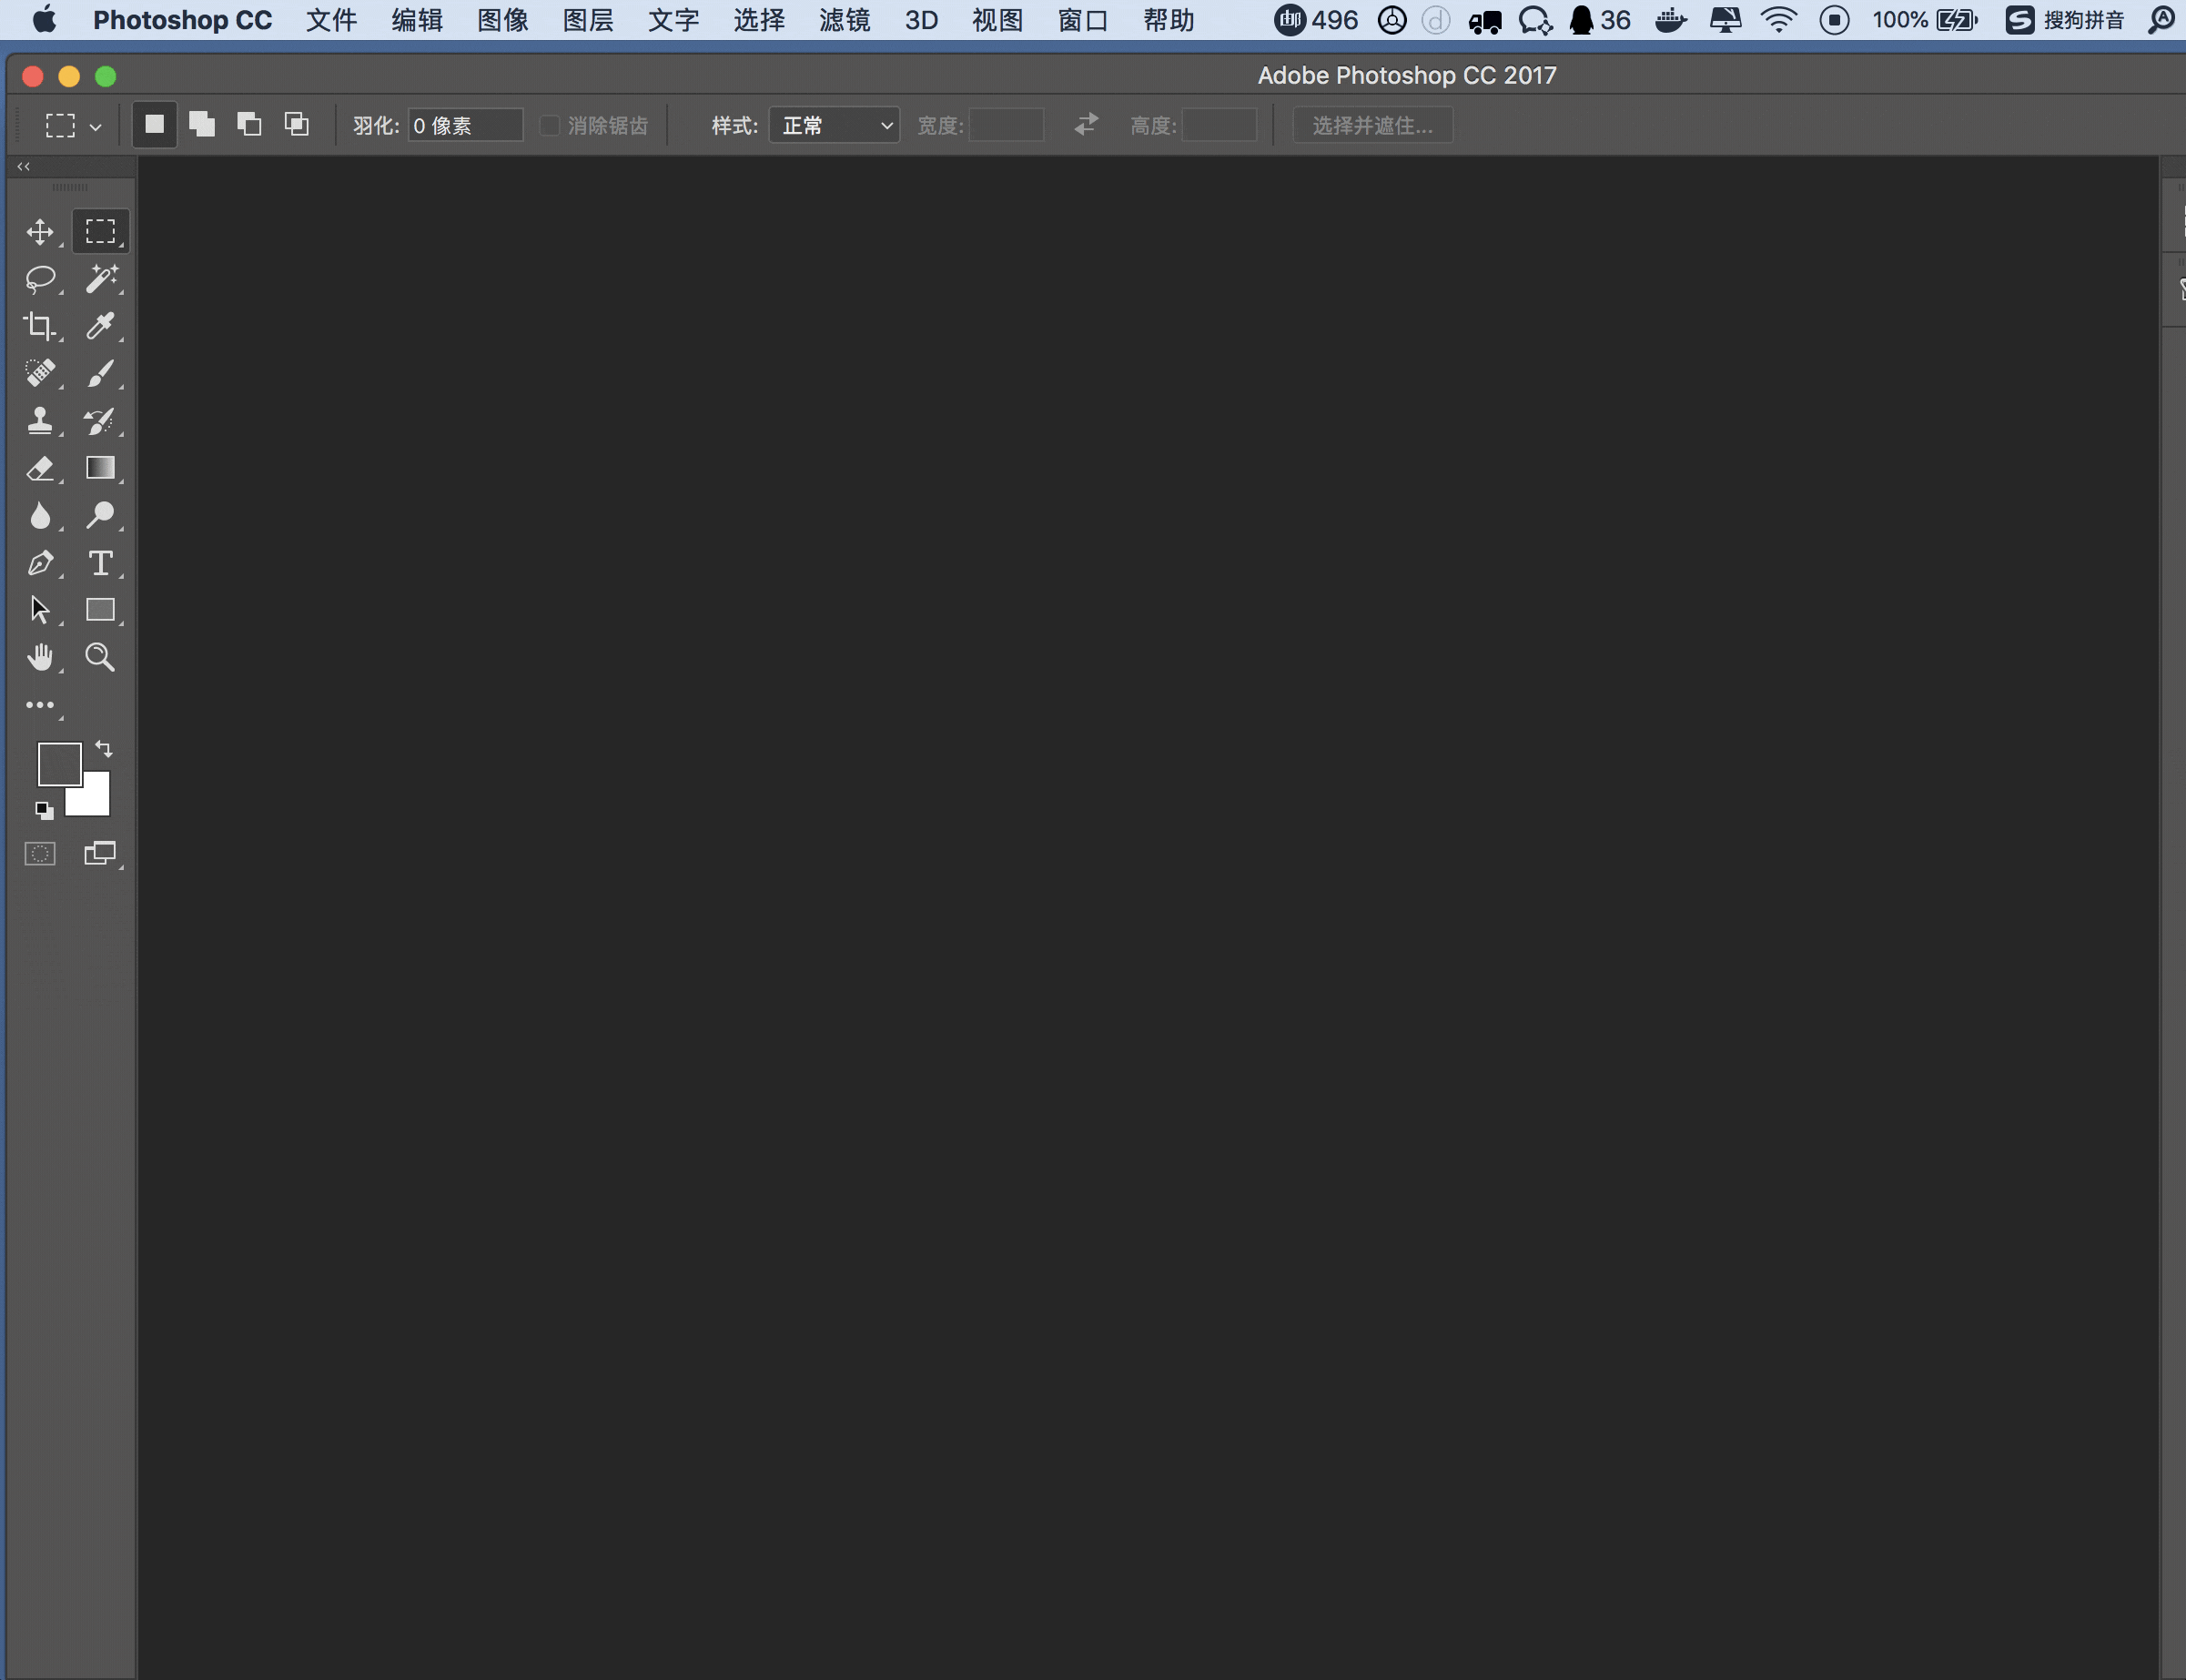 Photoshop CC 文件 编辑 图像 图层 文字 选择 滤镜 3D 视图 窗口 帮助 邮 496 d 36 100% S 搜狗拼音 A
Adobe Photoshop CC 2017
羽化: 0 像素 消除锯齿 样式: 正常 宽度: 高度: 选择并遮住...
T